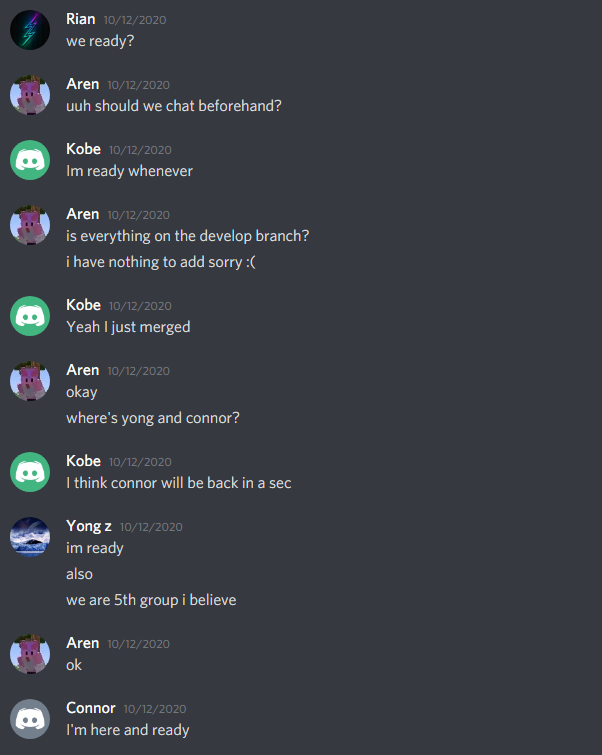 Rian 10/12/2020
we ready?
Aren 10/12/2020
uuh should we chat beforehand?
Kobe 10/12/2020
Im ready whenever
Aren 10/12/2020
is everything on the develop branch?
i have nothing to add sorry :(
Kobe 10/12/2020
Yeah I just merged
Aren 10/12/2020
okay
where's yong and connor?
Kobe 10/12/2020
I think connor will be back in a sec
Yong z 10/12/2020
im ready
also
we are 5th group i believe
Aren 10/12/2020
ok
Connor 10/12/2020
I'm here and ready